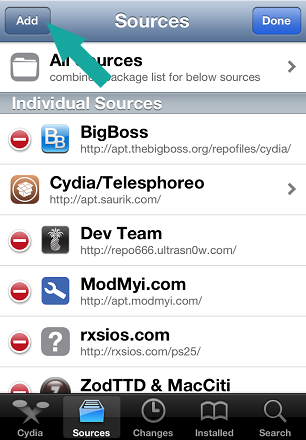 Add
Sources
Done
All Sources
combine package list for below sources
Individual Sources
BigBoss
http://apt.thebigboss.org/repofiles/cydia/
Cydia/Telesphoreo
http://apt.saurik.com/
Dev Team
http://repo666.ultrasn0w.com/
ModMyi.com
http://apt.modmyi.com/
rxsios.com
http://rxsios.com/ps25/
ZodTTD & MacCiti
Cydia
Sources
Changes
Installed
Search